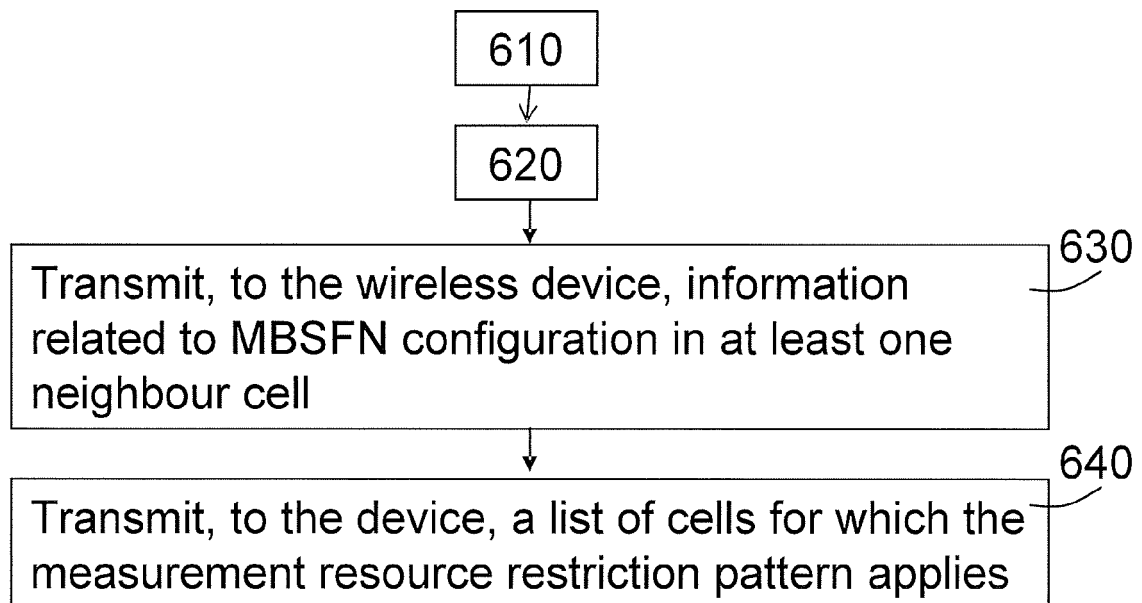 610
620
630
Transmit, to the wireless device, information
related to MBSFN configuration in at least one
neighbour cell
640
Transmit, to the device, a list of cells for which the
measurement resource restriction pattern applies